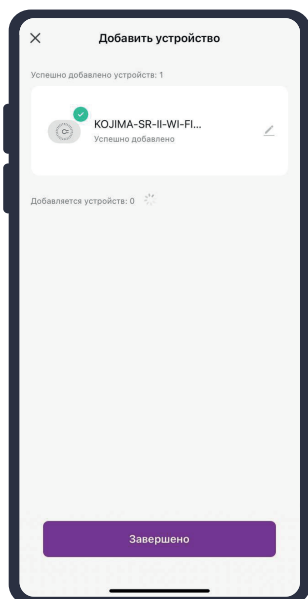 Добавить устройство
Успешно добавлено устройств: 1
KOJIMA-SR-II-WI-FI...
Успешно добавлено
Добавляется устройств: 0
Завершено